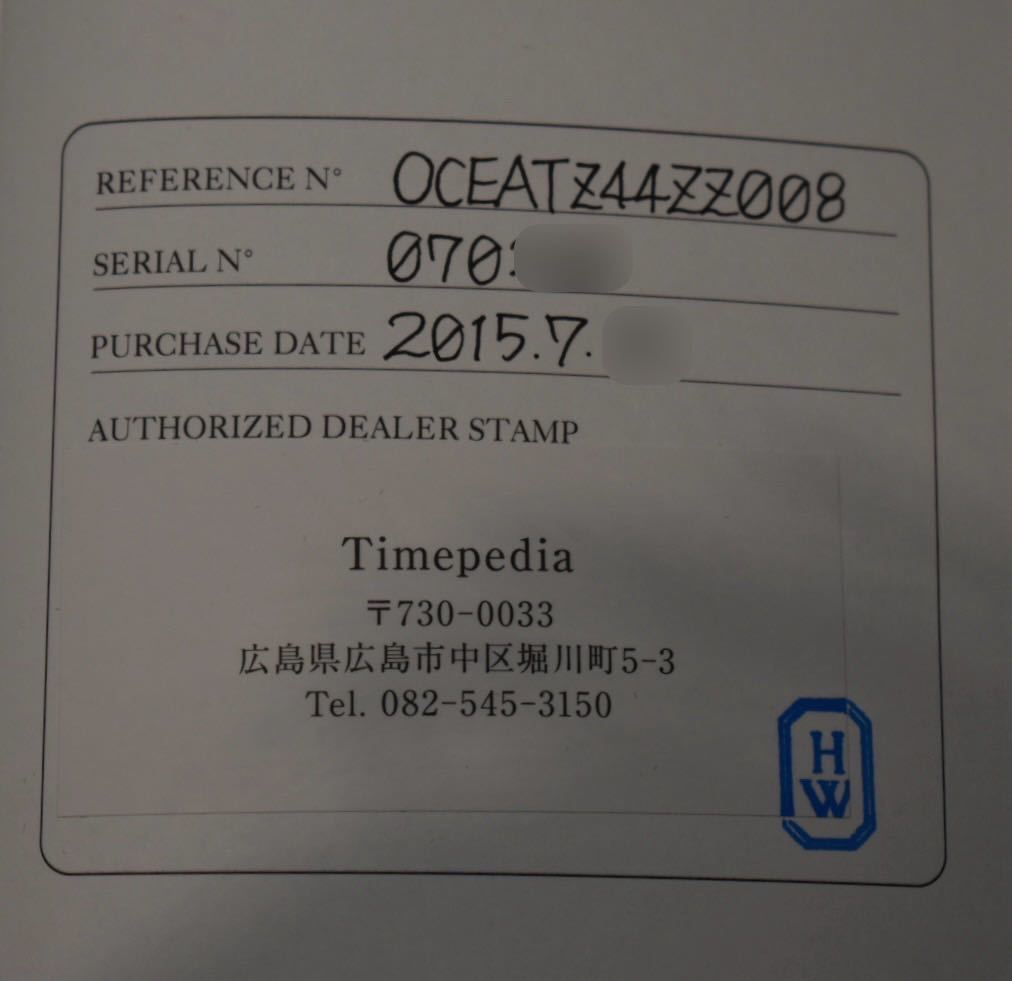 REFERENCE N° OCEATZ44ZZ008
SERIAL N° 070
PURCHASE DATE 2015.7.
AUTHORIZED DEALER STAMP
Timepedia
〒730-0033
広島県広島市中区堀川町5-3
Tel. 082-545-3150
H
W